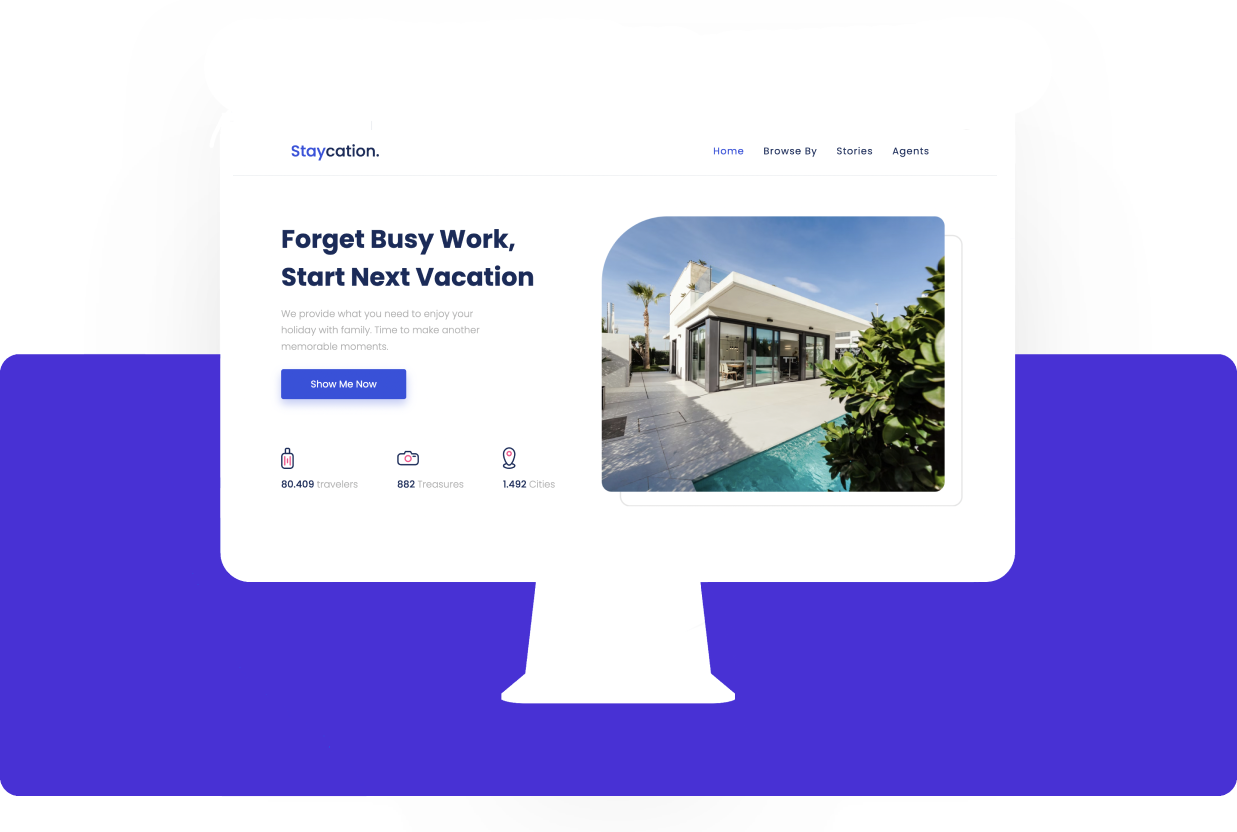 Staycation.
Home Browse By Stories Agents
Forget Busy Work,
Start Next Vacation
We provide what you need to enjoy your
holiday with family. Time to make another
memorable moments.
Show Me Now
80.409 travelers
882 Treasures
1.492 Cities